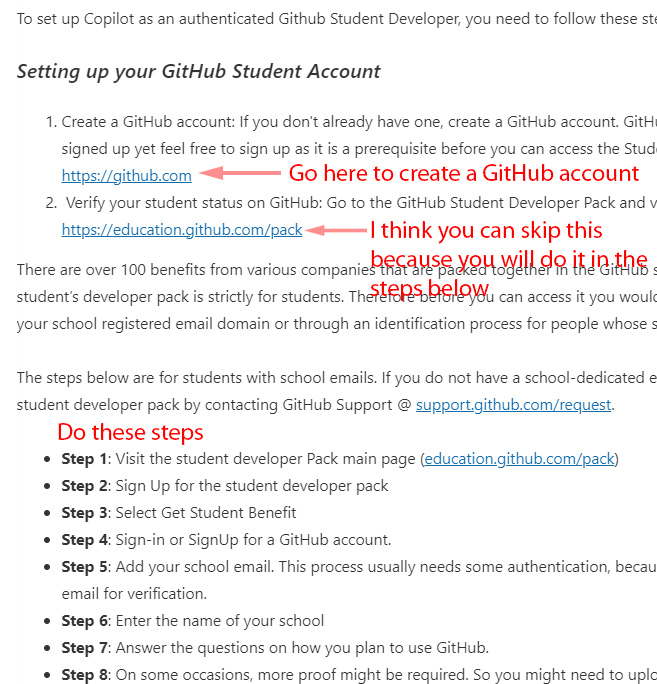 To set up Copilot as an authenticated Github Student Developer, you need to follow these ste
Setting up your GitHub Student Account
1. Create a GitHub account: If you don't already have one, create a GitHub account. GitH
signed up yet feel free to sign up as it is a prerequisite before you can access the Stud
https://github.com
Go here to create a GitHub account
2. Verify your student status on GitHub: Go to the GitHub Student Developer Pack and v
https://education.github.com/pack
I think you can skip this
because you will do it in the
steps below
There are over 100 benefits from various companies that are packed together in the GitHub s
student's developer pack is strictly for students. Therefore before you can access it you would
your school registered email domain or through an identification process for people whose s
The steps below are for students with school emails. If you do not have a school-dedicated e
student developer pack by contacting GitHub Support @ support.github.com/request.
Do these steps
• Step 1: Visit the student developer Pack main page (education.github.com/pack)
• Step 2: Sign Up for the student developer pack
• Step 3: Select Get Student Benefit
• Step 4: Sign-in or SignUp for a GitHub account.
• Step 5: Add your school email. This process usually needs some authentication, becau
email for verification.
• Step 6: Enter the name of your school
• Step 7: Answer the questions on how you plan to use GitHub.
• Step 8: On some occasions, more proof might be required. So you might need to uplo